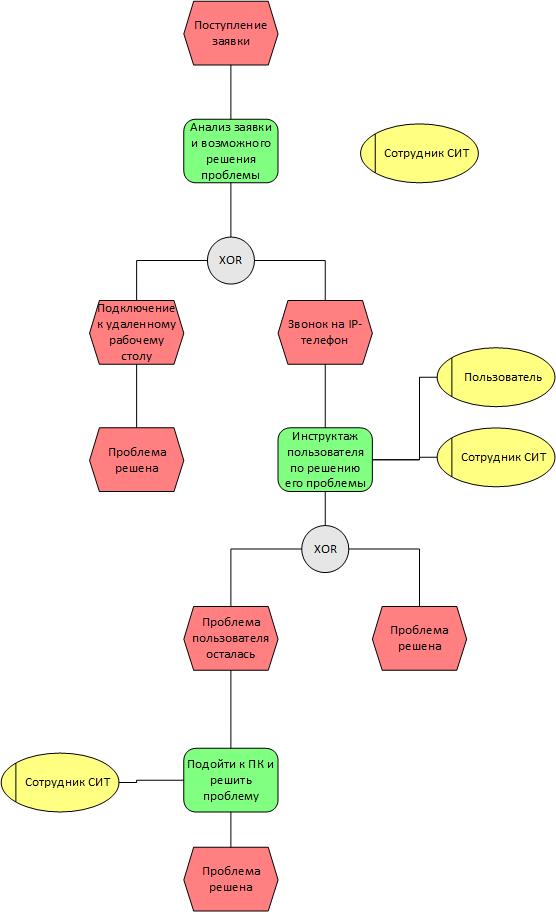 Поступление
заявки
Анализ заявки
и возможного
решения
проблемы
Сотрудник СИТ
XOR
Подключение
к удаленному
рабочему
столу
Звонок на IP-
телефон
Пользователь
Проблема
решена
Инструктаж
пользователя
по решению
его проблемы
Сотрудник СИТ
XOR
Проблема
пользователя
осталась
Проблема
решена
Сотрудник СИТ
Подойти к ПК и
решить
проблему
Проблема
решена